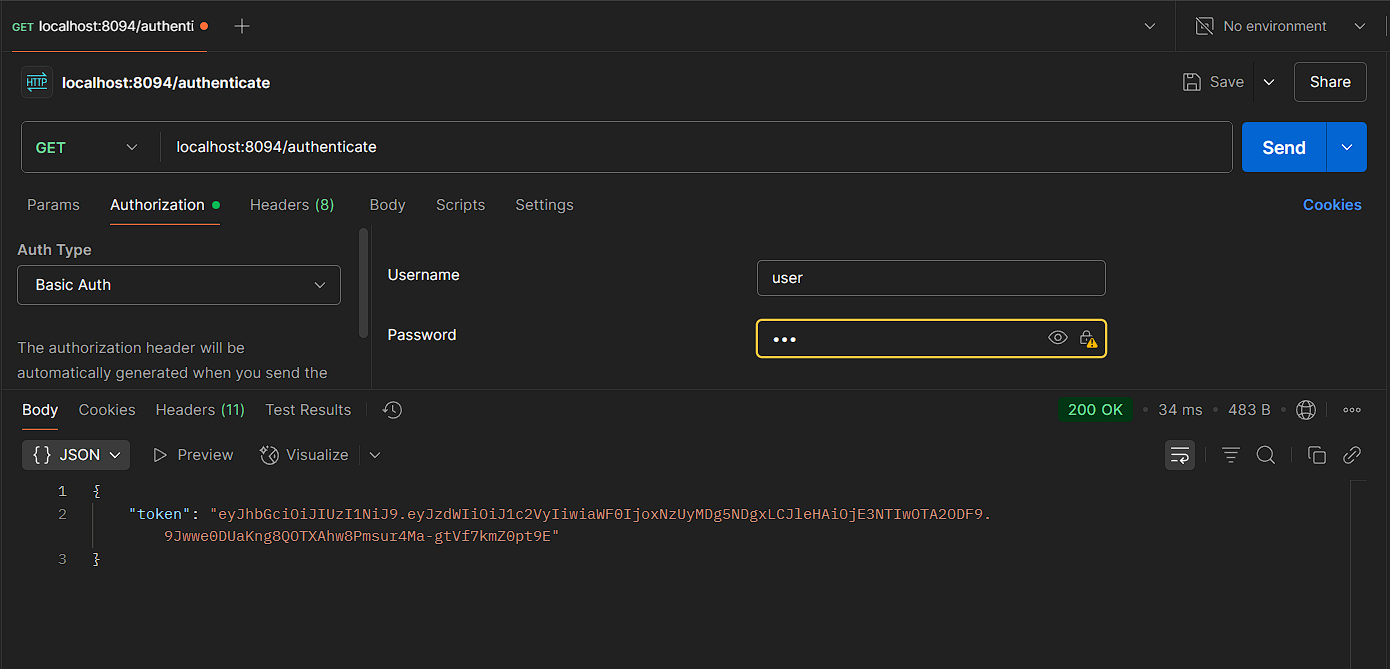 GET localhost:8094/authenti
No environment
HTTP localhost:8094/authenticate
Save
Share
GET localhost:8094/authenticate
Send
Params Authorization Headers (8) Body Scripts Settings
Cookies
Auth Type
Basic Auth
The authorization header will be
automatically generated when you send the
Username
user
Password
•••
Body Cookies Headers (11) Test Results
200 OK • 34 ms • 483 B •
{} JSON Preview Visualize
1 {
2 "token": "eyJhbGciOiJIUzI1NiJ9.eyJzdWIiOiJ1c2VyIiwiaWF0IjoxNzUyMDg5NDgxLCJleHAiOjE3NTIwOTA2ODF9.
9Jwwe0DUaKng8QOTXAhw8Pmsur4Ma-gtVf7kmZ0pt9E"
3 }